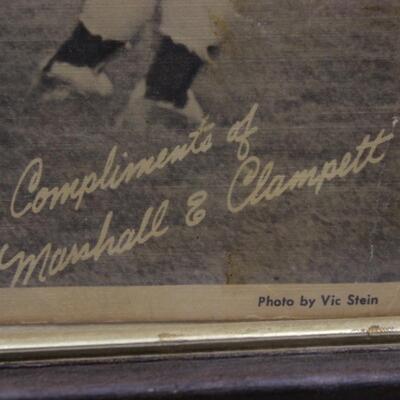 Compliments of
Marshall & Clampett
Photo by Vic Stein